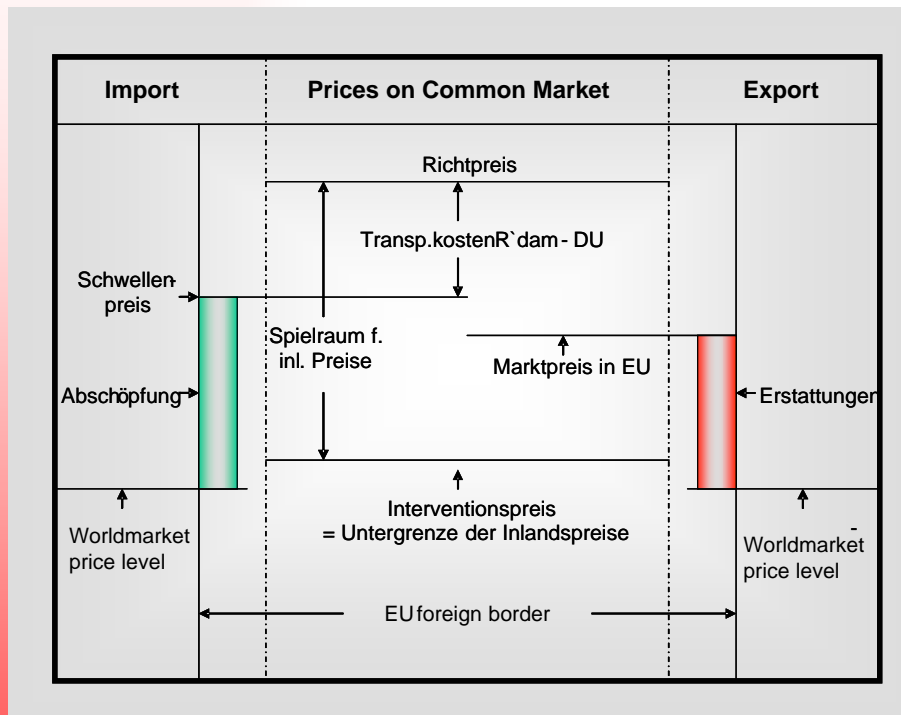 Import
Prices on Common Market
Export
Richtpreis
Transp.kostenR`dam - DU
Schwellen-
preis
Spielraum f.
inl. Preise
Marktpreis in EU
Abschöpfung
Erstattungen
Interventionspreis
= Untergrenze der Inlandspreise
Worldmarket
price level
-
Worldmarket
price level
EU foreign border